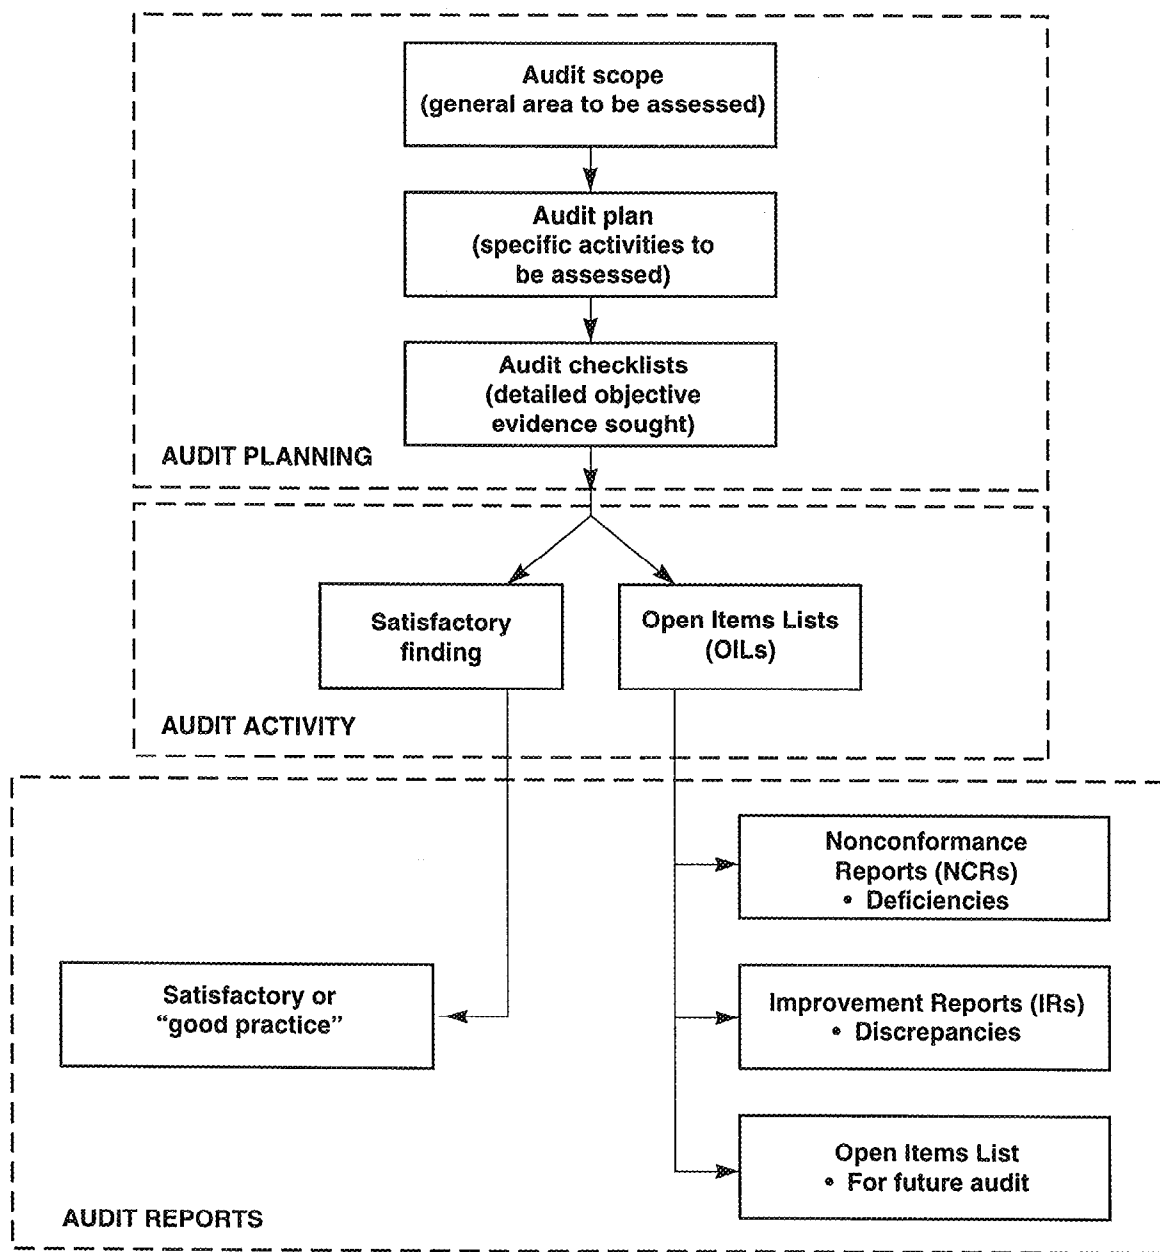 Audit scope
(general area to be assessed)
Audit plan
(specific activities to
be assessed)
Audit checklists
(detailed objective
evidence sought)
AUDIT PLANNING
Satisfactory
finding
Open Items Lists
(OILs)
AUDIT ACTIVITY
Nonconformance
Reports (NCRs)
• Deficiencies
Satisfactory or
“good practice”
Improvement Reports (IRs)
• Discrepancies
Open Items List
• For future audit
AUDIT REPORTS